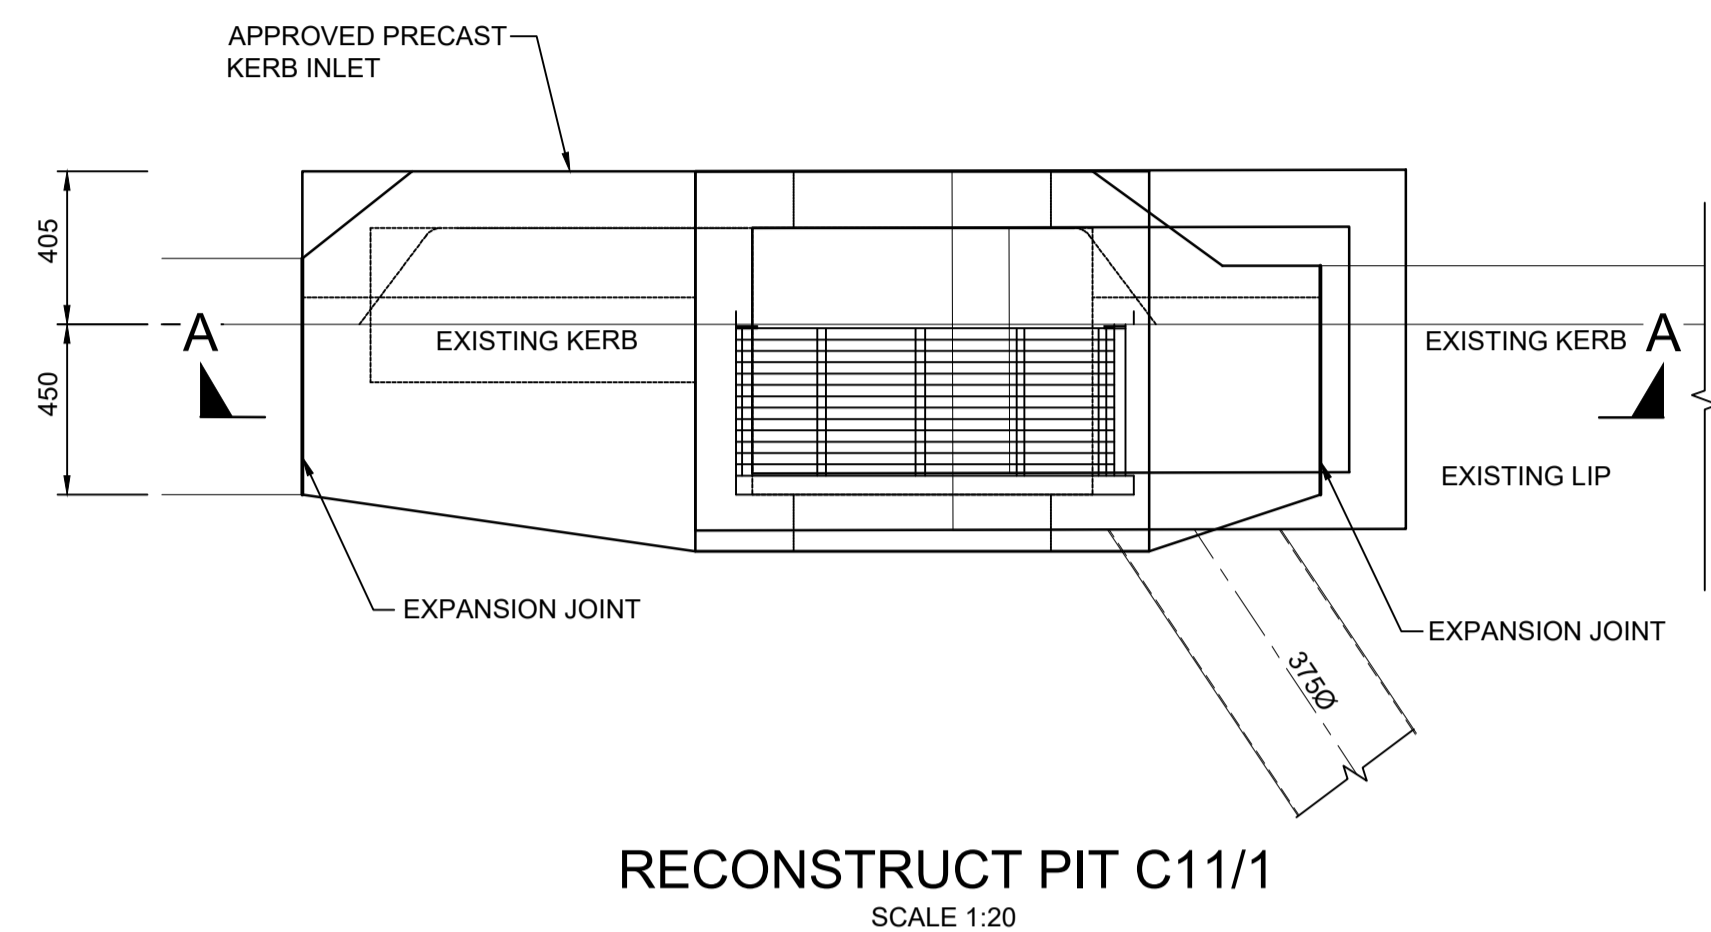 APPROVED PRECAST
KERB INLET
405
A
EXISTING KERB
EXISTING KERB
A
450
EXISTING LIP
EXPANSION JOINT
EXPANSION JOINT
375Ø
RECONSTRUCT PIT C11/1
SCALE 1:20